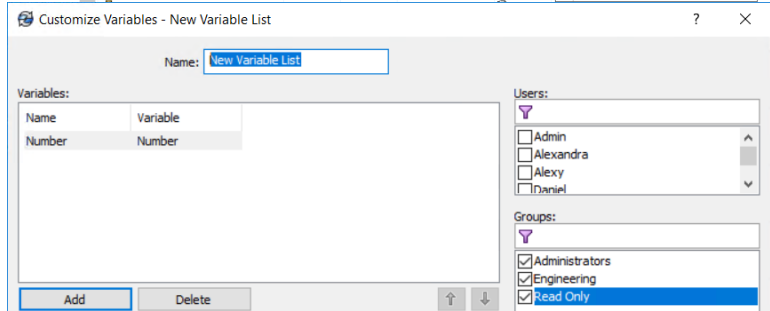 Customize Variables - New Variable List
?
Name: New Variable List
Variables:
Name Variable
Number Number
Add Delete
Users:
Admin
Alexandra
Alexy
Daniel
Groups:
Administrators
Engineering
Read Only